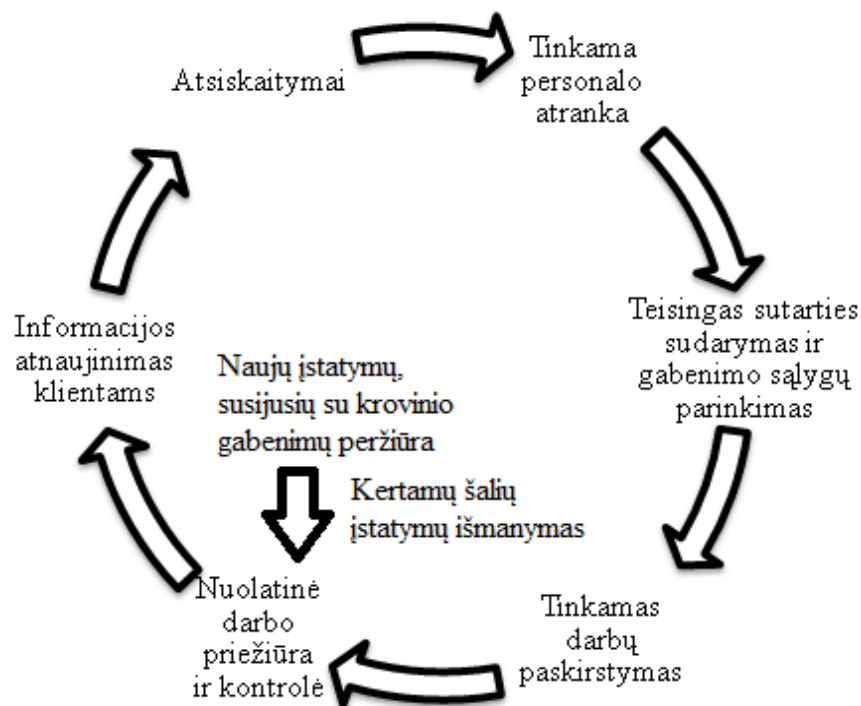 Atsiskaitymai
Tinkama
personalo
atranka
Teisingas sutarties
sudarymas ir
gabenimo sąlygų
parinkimas
Tinkamas
darbų
paskirstymas
Nuolatinė
darbo
priežiūra
ir kontrolė
Informacijos
atnaujinimas
klientams
Naujų įstatymų,
susijusių su krovinio
gabenimų peržiūra
Kertamų šalių
įstatymų išmanymas